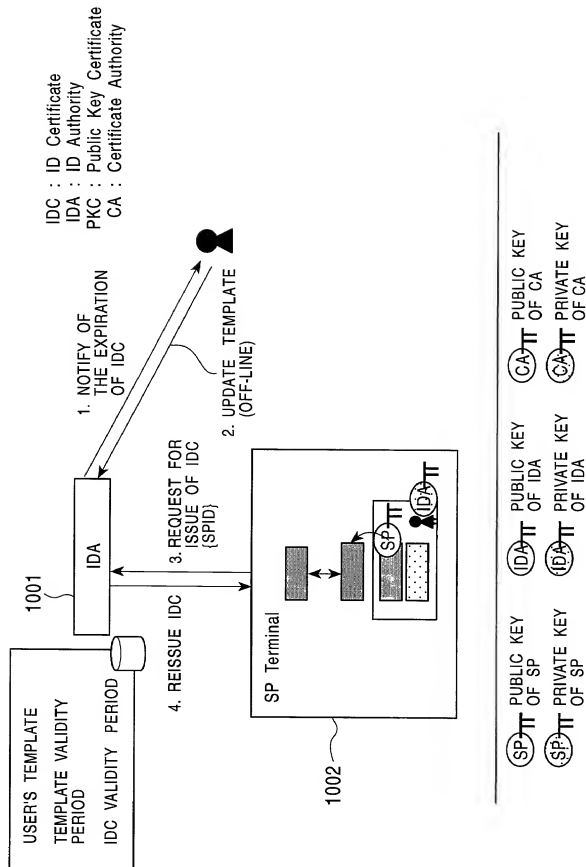 IDC : ID Certificate
IDA : ID Authority
PKC : Public Key Certificate
CA : Certificate Authority
USER'S TEMPLATE
TEMPLATE VALIDITY
PERIOD
IDC VALIDITY PERIOD
1001
IDA
1. NOTIFY OF
THE EXPIRATION
OF IDC
2. UPDATE TEMPLATE
(OFF-LINE)
3. REQUEST FOR
ISSUE OF IDC
{SPID}
4. REISSUE IDC
SP Terminal
SP
IDA
1002
SP PUBLIC KEY
OF SP
SP PRIVATE KEY
OF SP
IDA PUBLIC KEY
OF IDA
IDA PRIVATE KEY
OF IDA
CA PUBLIC KEY
OF CA
CA PRIVATE KEY
OF CA